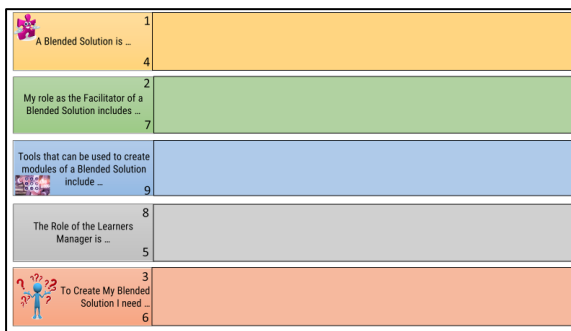 1
A Blended Solution is ...
4
2
My role as the Facilitator of a
Blended Solution includes ...
7
Tools that can be used to create
modules of a Blended Solution
include ...
9
8
The Role of the Learners
Manager is ...
5
3
To Create My Blended
Solution I need ...
6